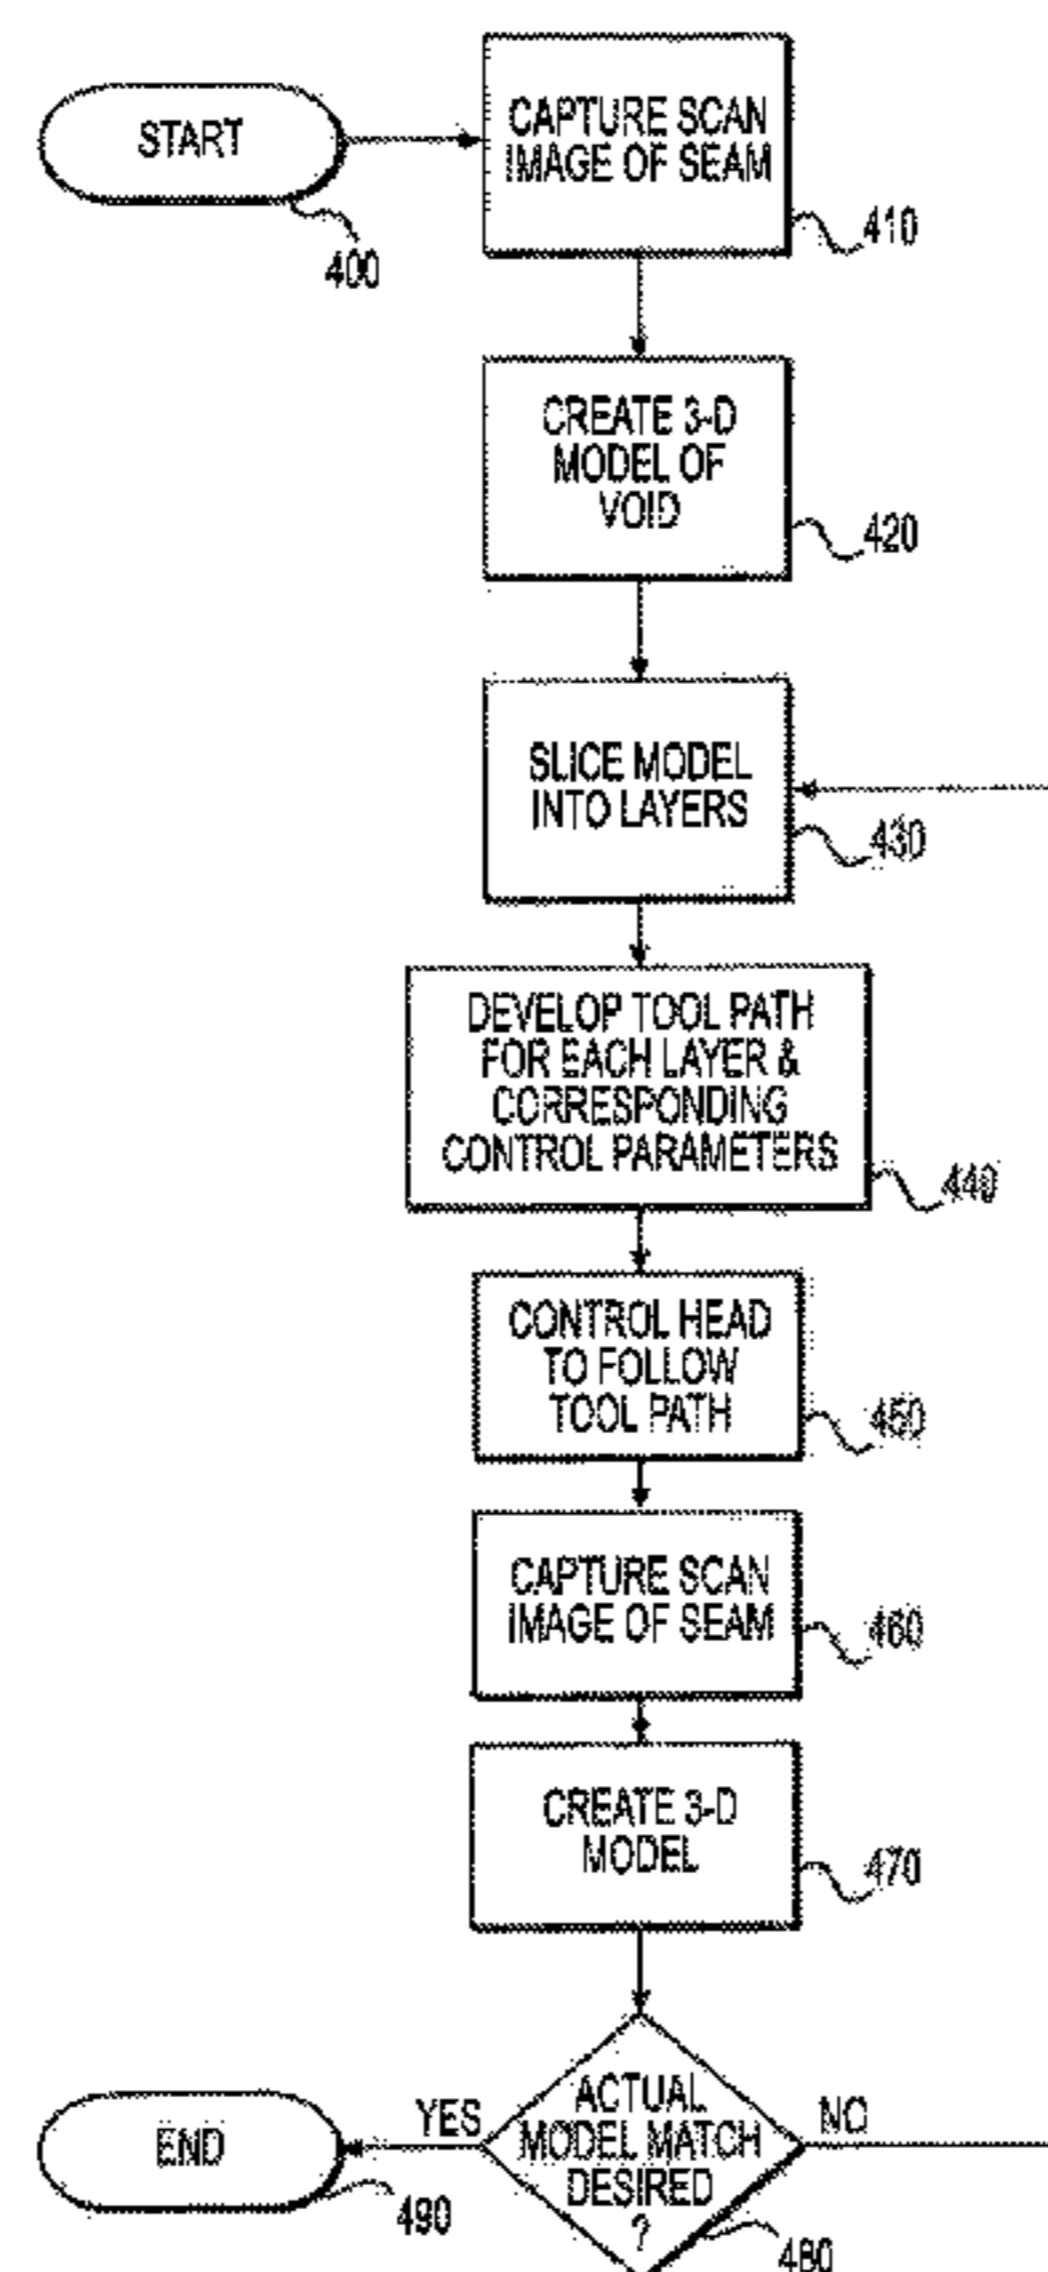 START
400
CAPTURE SCAN
IMAGE OF SEAM
410
CREATE 3-D
MODEL OF
VOID
420
SLICE MODEL
INTO LAYERS
430
DEVELOP TOOL PATH
FOR EACH LAYER &
CORRESPONDING
CONTROL PARAMETERS
440
CONTROL HEAD
TO FOLLOW
TOOL PATH
450
CAPTURE SCAN
IMAGE OF SEAM
460
CREATE 3-D
MODEL
470
ACTUAL
MODEL MATCH
DESIRED
?
480
YES
NO
END
490